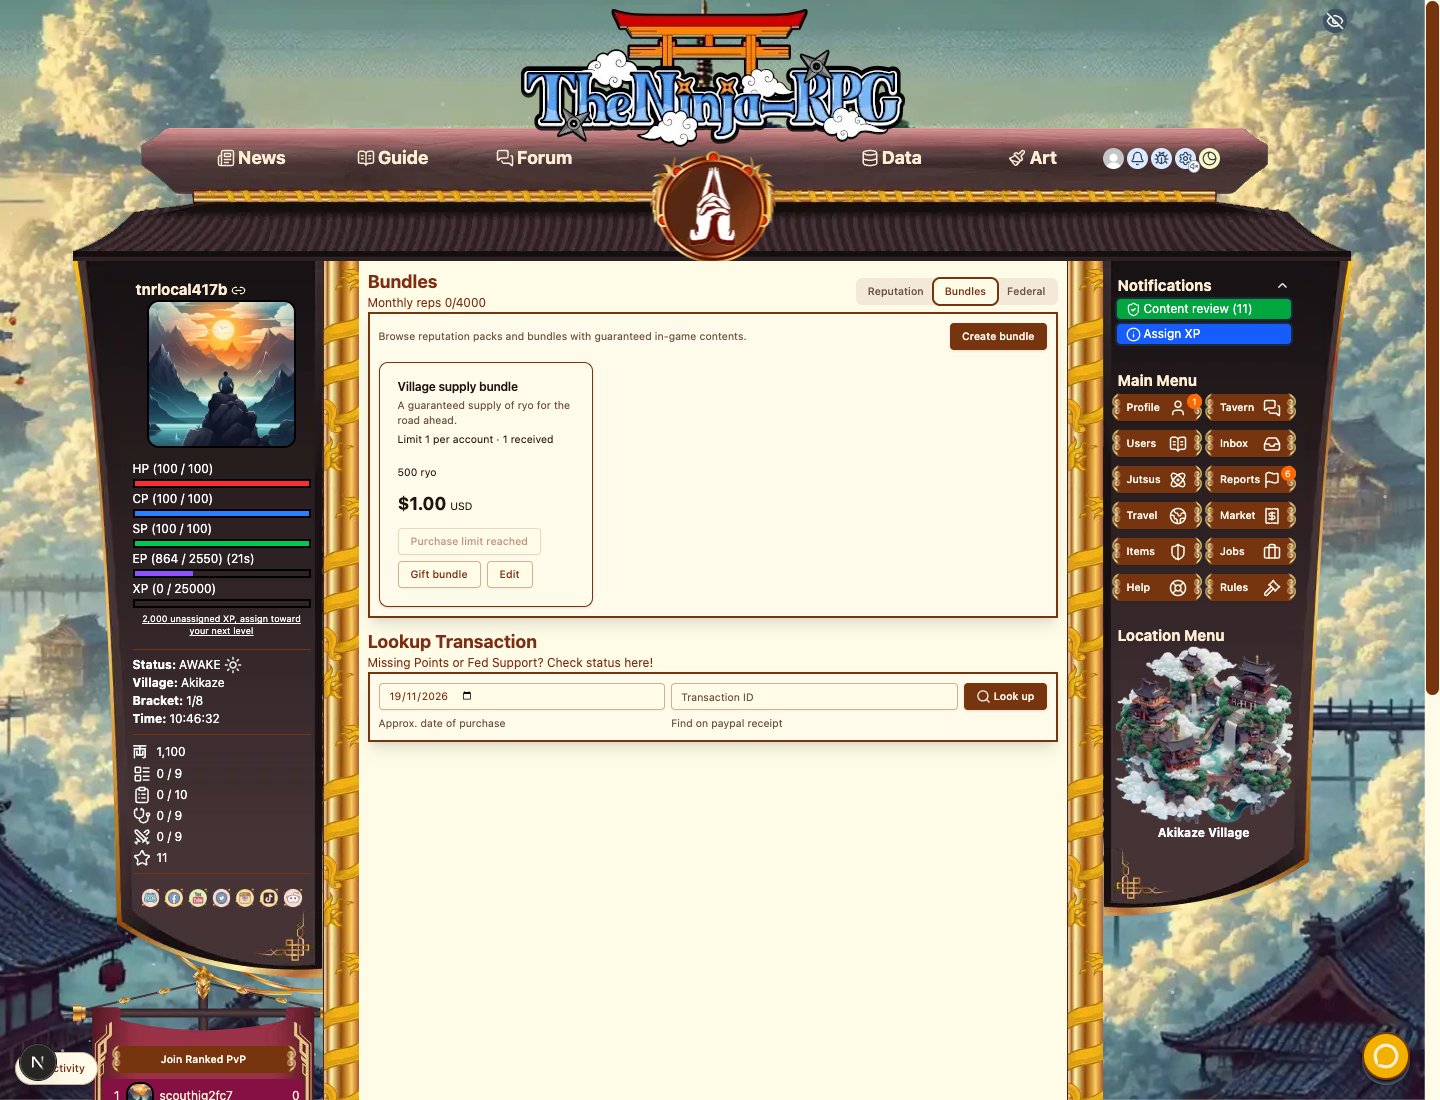 TheNinja-RPG
News
Guide
Forum
Data
Art
tnrlocal417b
HP (100 / 100)
CP (100 / 100)
SP (100 / 100)
EP (864 / 2550) (21s)
XP (0 / 25000)
2,000 unassigned XP, assign toward
your next level
Status: AWAKE
Village: Akikaze
Bracket: 1/8
Time: 10:46:32
両 1,100
0 / 9
0 / 10
0 / 9
0 / 9
11
Join Ranked PvP
1 scouthig2fc7 0
N
ctivity
Bundles
Monthly reps 0/4000
Reputation
Bundles
Federal
Browse reputation packs and bundles with guaranteed in-game contents.
Create bundle
Village supply bundle
A guaranteed supply of ryo for the
road ahead.
Limit 1 per account · 1 received
500 ryo
$1.00 USD
Purchase limit reached
Gift bundle
Edit
Lookup Transaction
Missing Points or Fed Support? Check status here!
19/11/2026
Transaction ID
Look up
Approx. date of purchase
Find on paypal receipt
Notifications
Content review (11)
Assign XP
Main Menu
Profile 1
Tavern
Users
Inbox
Jutsus
Reports 6
Travel
Market
Items
Jobs
Help
Rules
Location Menu
Akikaze Village